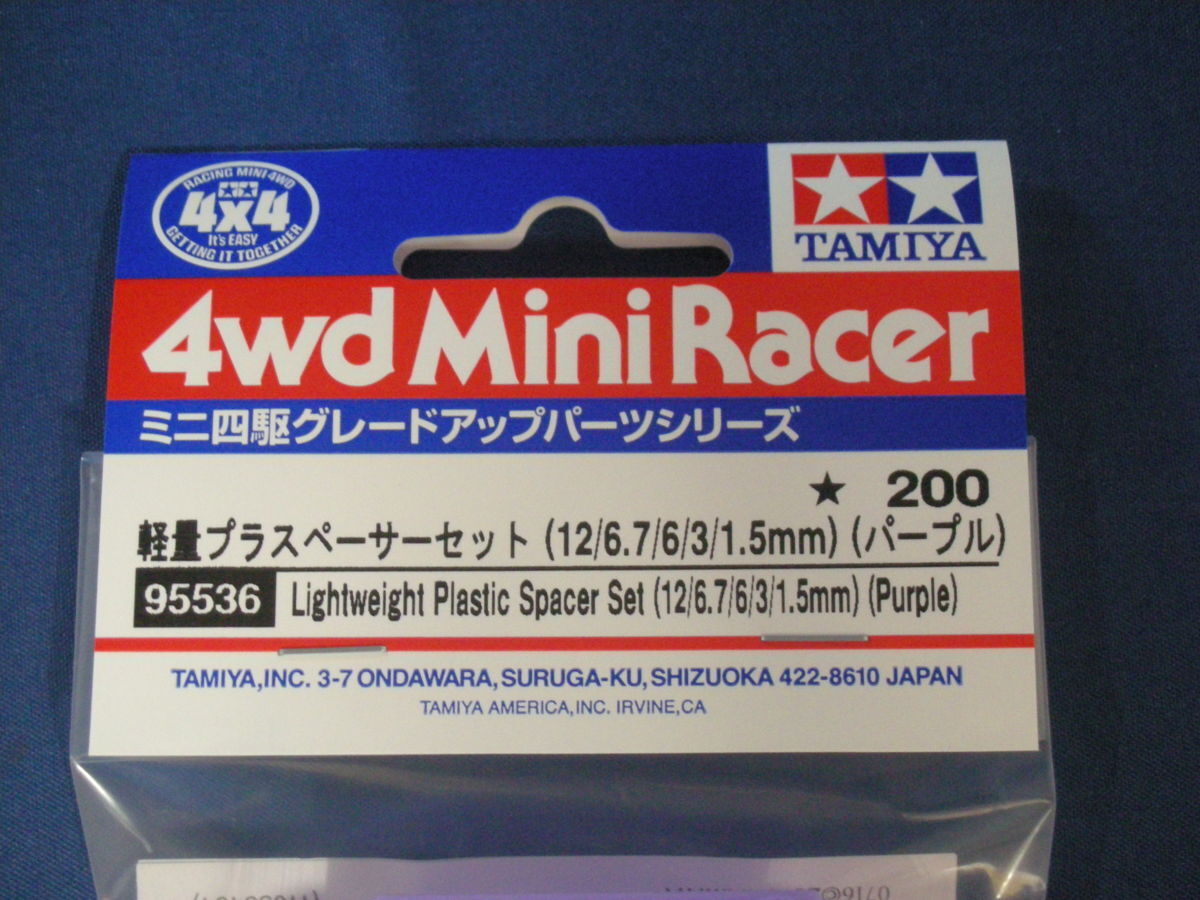 RACING MINI 4WD
4x4
It's EASY
GETTING IT TOGETHER
TAMIYA
4wd Mini Racer
ミニ四駆グレードアップパーツシリーズ
★ 200
軽量プラスペーサーセット (12/6.7/6/3/1.5mm) (パープル)
95536 Lightweight Plastic Spacer Set (12/6.7/6/3/1.5mm) (Purple)
TAMIYA,INC. 3-7 ONDAWARA, SURUGA-KU, SHIZUOKA 422-8610 JAPAN
TAMIYA AMERICA,INC. IRVINE,CA